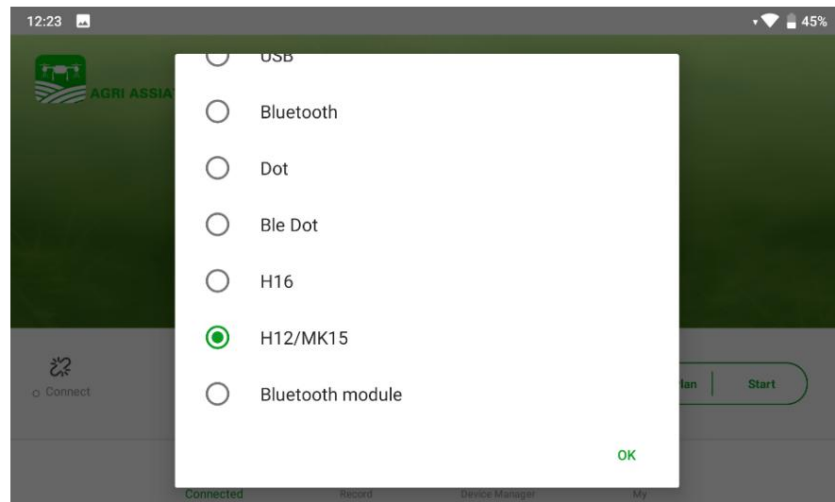 12:23
45%
AGRI ASSIA
USB
Bluetooth
Dot
Ble Dot
H16
H12/MK15
Bluetooth module
Connect
lan
Start
OK
Connected
Record
Device Manager
My